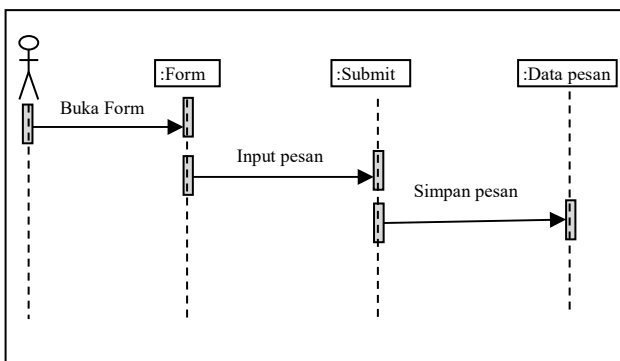 :Form
:Submit
:Data pesan
Buka Form
Input pesan
Simpan pesan